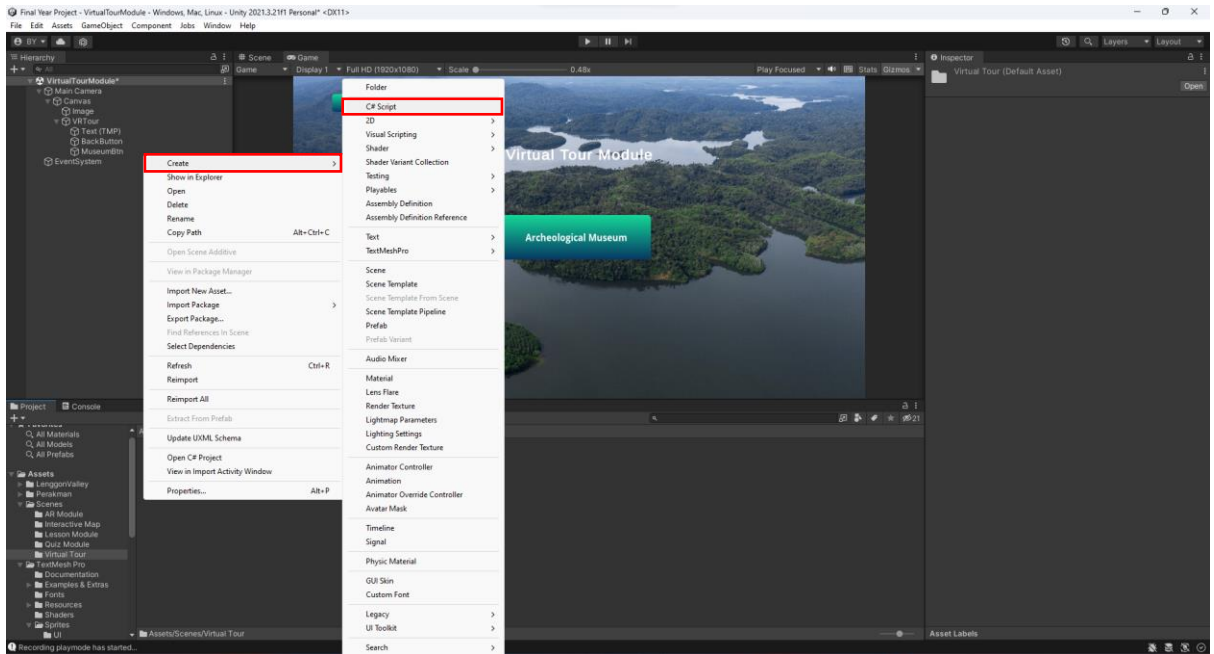 Final Year Project - VirtualTourModule - Windows, Mac, Linux - Unity 2021.3.21f1 Personal* <DX11>
File Edit Assets GameObject Component Jobs Window Help
BY
Layers Layout
Hierarchy
Scene Game
Inspector
All
Game Display 1 Full HD (1920x1080) Scale 0.48x Play Focused Stats Gizmos
Virtual Tour (Default Asset)
Open
VirtualTourModule*
Main Camera
Canvas
Image
VRTour
Text (TMP)
BackButton
MuseumBtn
EventSystem
Virtual Tour Module
Archeological Museum
Create
Show in Explorer
Open
Delete
Rename
Copy Path Alt+Ctrl+C
Open Scene Additive
View in Package Manager
Import New Asset...
Import Package
Export Package...
Find References In Scene
Select Dependencies
Refresh Ctrl+R
Reimport
Reimport All
Extract From Prefab
Update UXML Schema
Open C# Project
View in Import Activity Window
Properties... Alt+P
Folder
C# Script
2D
Visual Scripting
Shader
Shader Variant Collection
Testing
Playables
Assembly Definition
Assembly Definition Reference
Text
TextMeshPro
Scene
Scene Template
Scene Template From Scene
Scene Template Pipeline
Prefab
Prefab Variant
Audio Mixer
Material
Lens Flare
Render Texture
Lightmap Parameters
Lighting Settings
Custom Render Texture
Animator Controller
Animation
Animator Override Controller
Avatar Mask
Timeline
Signal
Physic Material
GUI Skin
Custom Font
Legacy
UI Toolkit
Search
Project Console
21
Favorites
All Materials
All Models
All Prefabs
Assets
LenggonValley
Perakman
Scenes
AR Module
Interactive Map
Lesson Module
Quiz Module
Virtual Tour
TextMesh Pro
Documentation
Examples & Extras
Fonts
Resources
Shaders
Sprites
UI
Assets/Scenes/Virtual Tour
Asset Labels
Recording playmode has started...